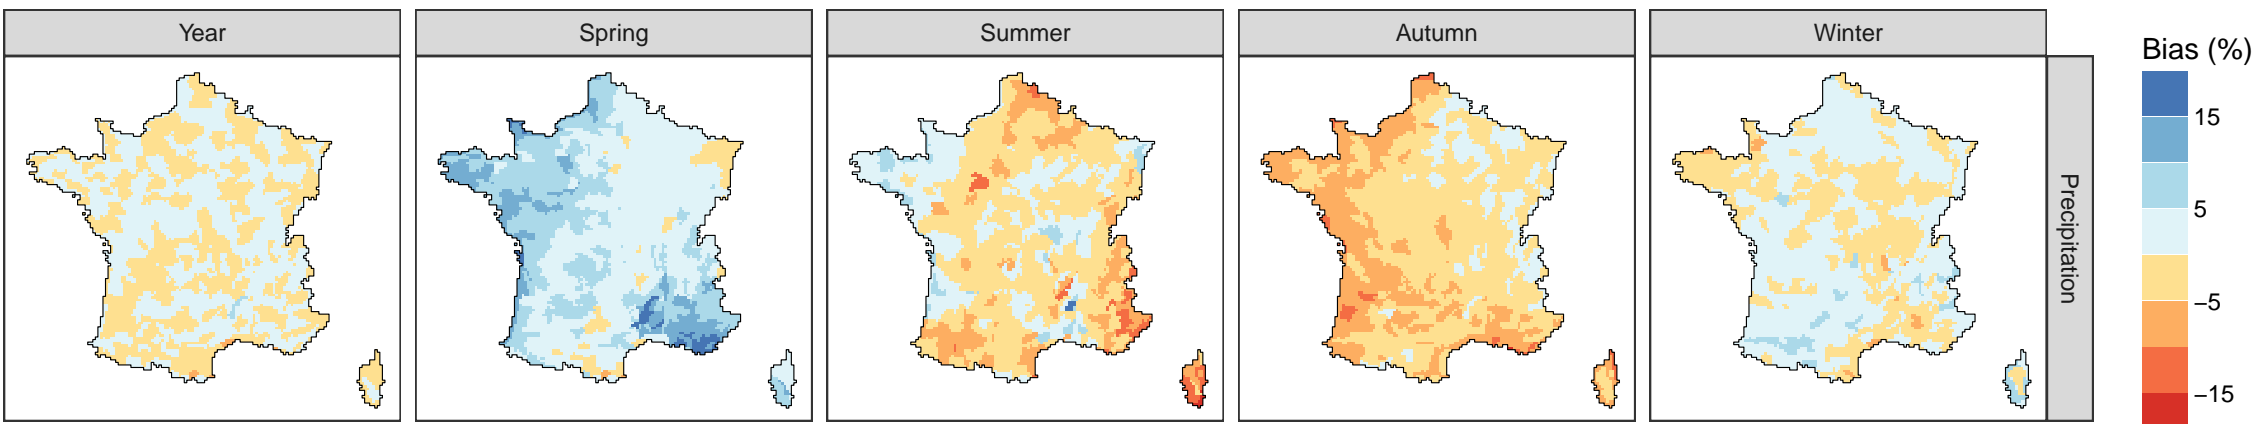 Year
Spring
Summer
Autumn
Winter
Precipitation
Bias (%)
15
5
−5
−15